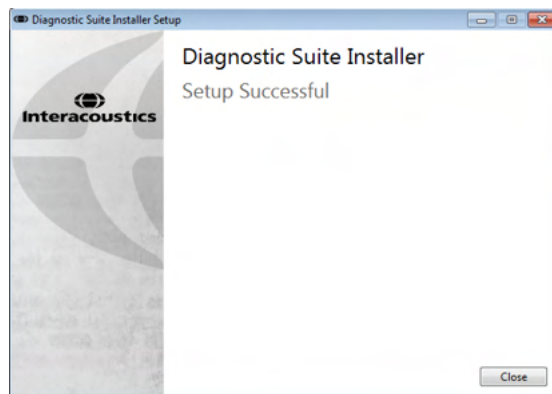 Diagnostic Suite Installer Setup
Diagnostic Suite Installer
Setup Successful
Interacoustics
Close